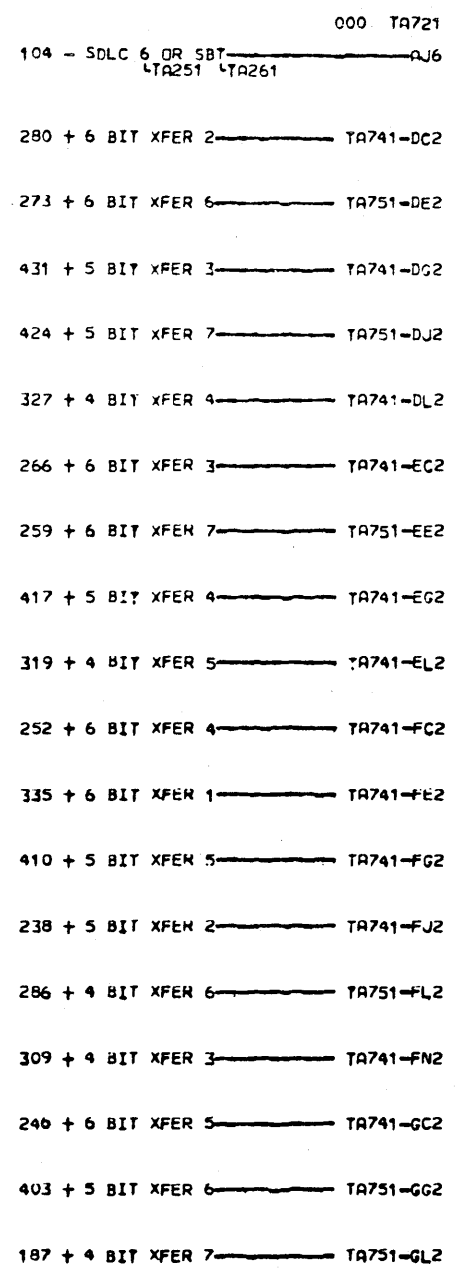 000 TA721
104 - SDLC 6 OR SBT AJ6
TA251 TA261
280 + 6 BIT XFER 2 TA741-DC2
273 + 6 BIT XFER 6 TA751-DE2
431 + 5 BIT XFER 3 TA741-DG2
424 + 5 BIT XFER 7 TA751-DJ2
327 + 4 BIT XFER 4 TA741-DL2
266 + 6 BIT XFER 3 TA741-EC2
259 + 6 BIT XFER 7 TA751-EE2
417 + 5 BIT XFER 4 TA741-EG2
319 + 4 BIT XFER 5 TA741-EL2
252 + 6 BIT XFER 4 TA741-FC2
335 + 6 BIT XFER 1 TA741-FE2
410 + 5 BIT XFER 5 TA741-FG2
238 + 5 BIT XFER 2 TA741-FJ2
286 + 4 BIT XFER 6 TA751-FL2
309 + 4 BIT XFER 3 TA741-FN2
246 + 6 BIT XFER 5 TA741-GC2
403 + 5 BIT XFER 6 TA751-GG2
187 + 4 BIT XFER 7 TA751-GL2